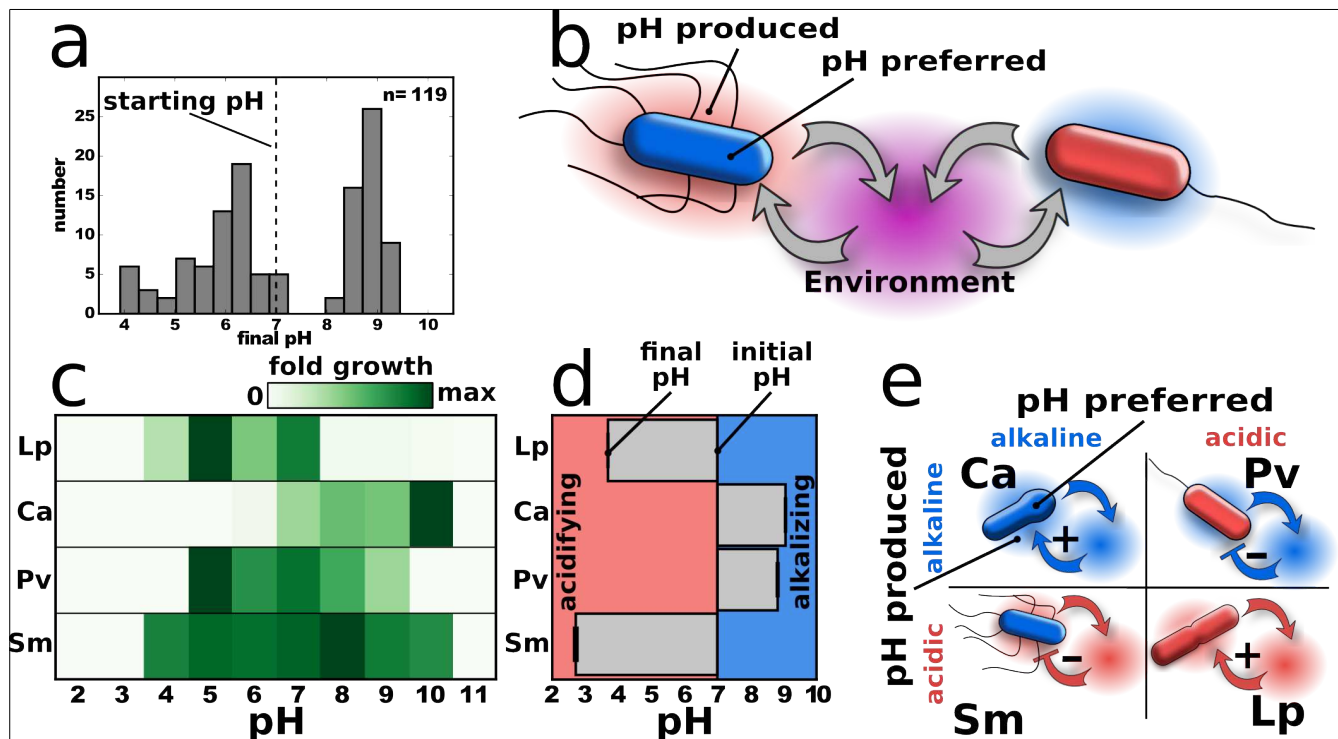 a
starting pH
n= 119
number
25
20
15
10
5
0
4 5 6 7 8 9 10
final pH
b
pH produced
pH preferred
Environment
c
fold growth
0
max
Lp
Ca
Pv
Sm
2 3 4 5 6 7 8 9 10 11
pH
d
final
pH
initial
pH
acidifying
alkalizing
Lp
Ca
Pv
Sm
2 3 4 5 6 7 8 9 10
pH
e
pH preferred
alkaline
acidic
pH produced
alkaline
acidic
Ca
+
Pv
–
Sm
–
Lp
+